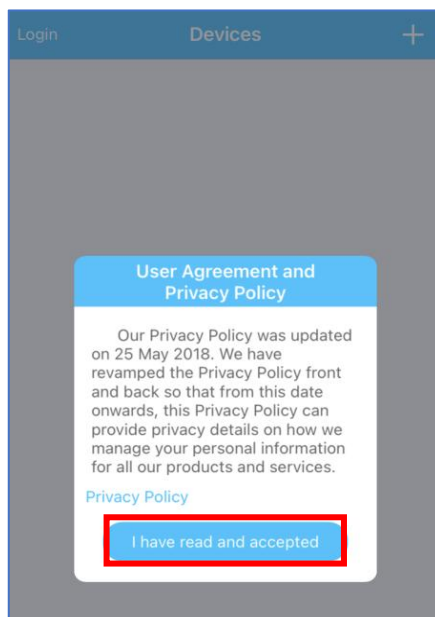 Login Devices +
User Agreement and
Privacy Policy
Our Privacy Policy was updated
on 25 May 2018. We have
revamped the Privacy Policy front
and back so that from this date
onwards, this Privacy Policy can
provide privacy details on how we
manage your personal information
for all our products and services.
Privacy Policy
I have read and accepted